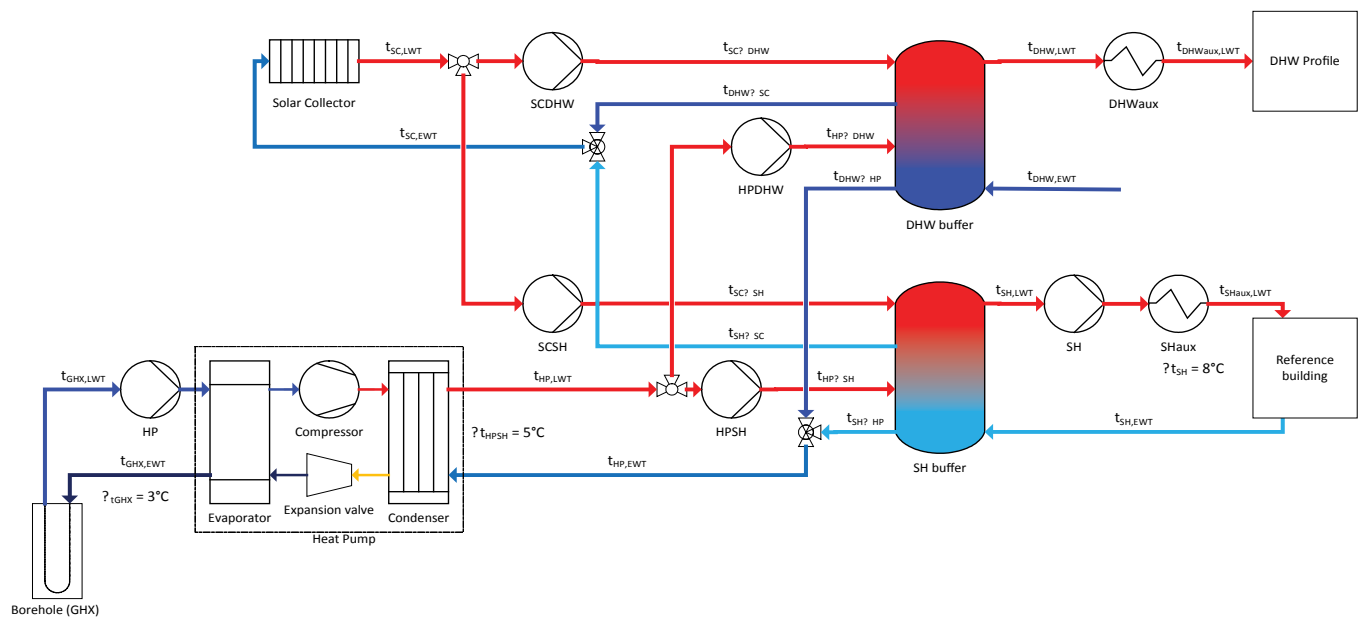 tSC,LWT
tSC? DHW
tDHW,LWT
tDHWaux,LWT
DHW Profile
Solar Collector
SCDHW
DHWaux
tDHW? SC
tSC,EWT
tHP? DHW
HPDHW
tDHW? HP
tDHW,EWT
DHW buffer
tSC? SH
tSH,LWT
tSHaux,LWT
SCSH
tSH? SC
SH
SHaux
?tSH = 8°C
Reference
building
tGHX,LWT
HP
Compressor
tHP,LWT
tHP? SH
HPSH
?tHPSH = 5°C
tSH? HP
tSH,EWT
SH buffer
tGHX,EWT
?tGHX = 3°C
tHP,EWT
Evaporator
Expansion valve
Condenser
Heat Pump
Borehole (GHX)